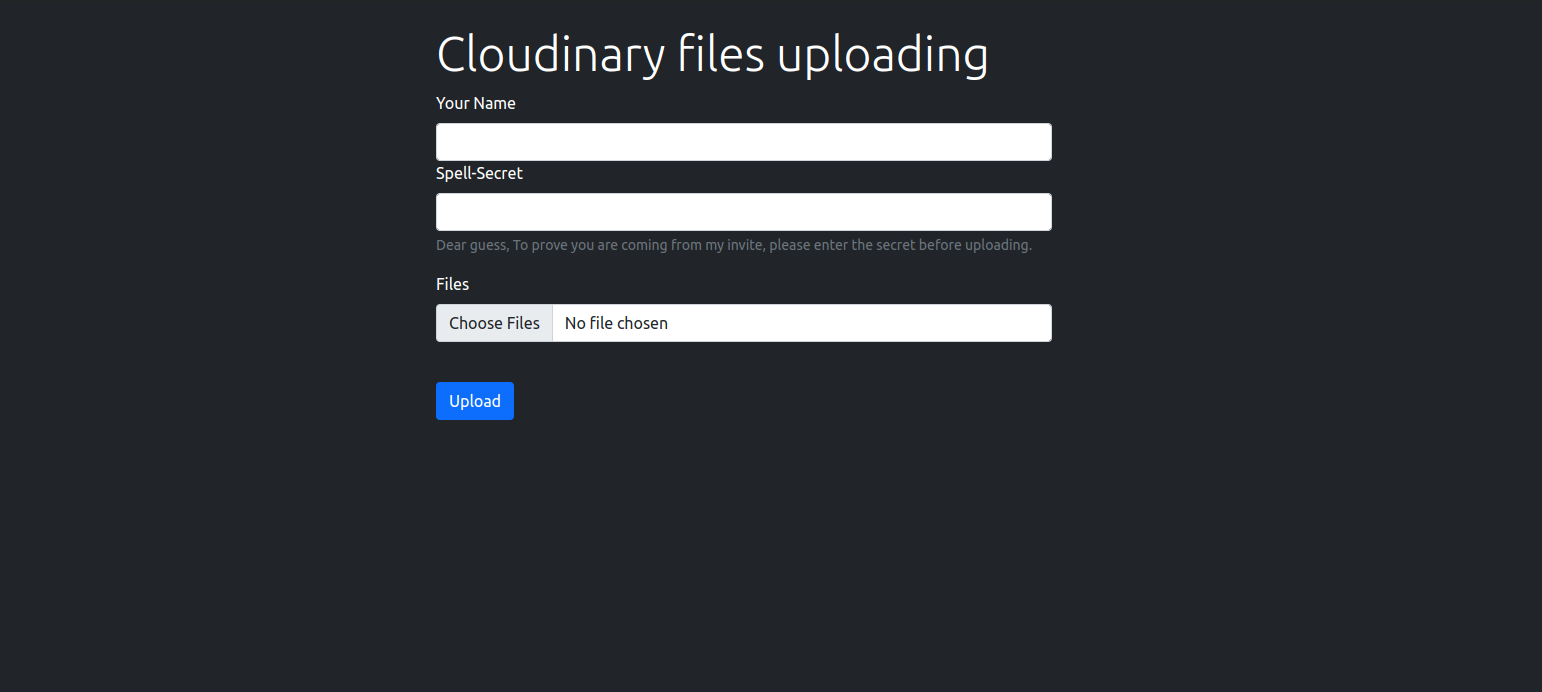 Cloudinary files uploading
Your Name
Spell-Secret
Dear guess, To prove you are coming from my invite, please enter the secret before uploading.
Files
Choose Files No file chosen
Upload